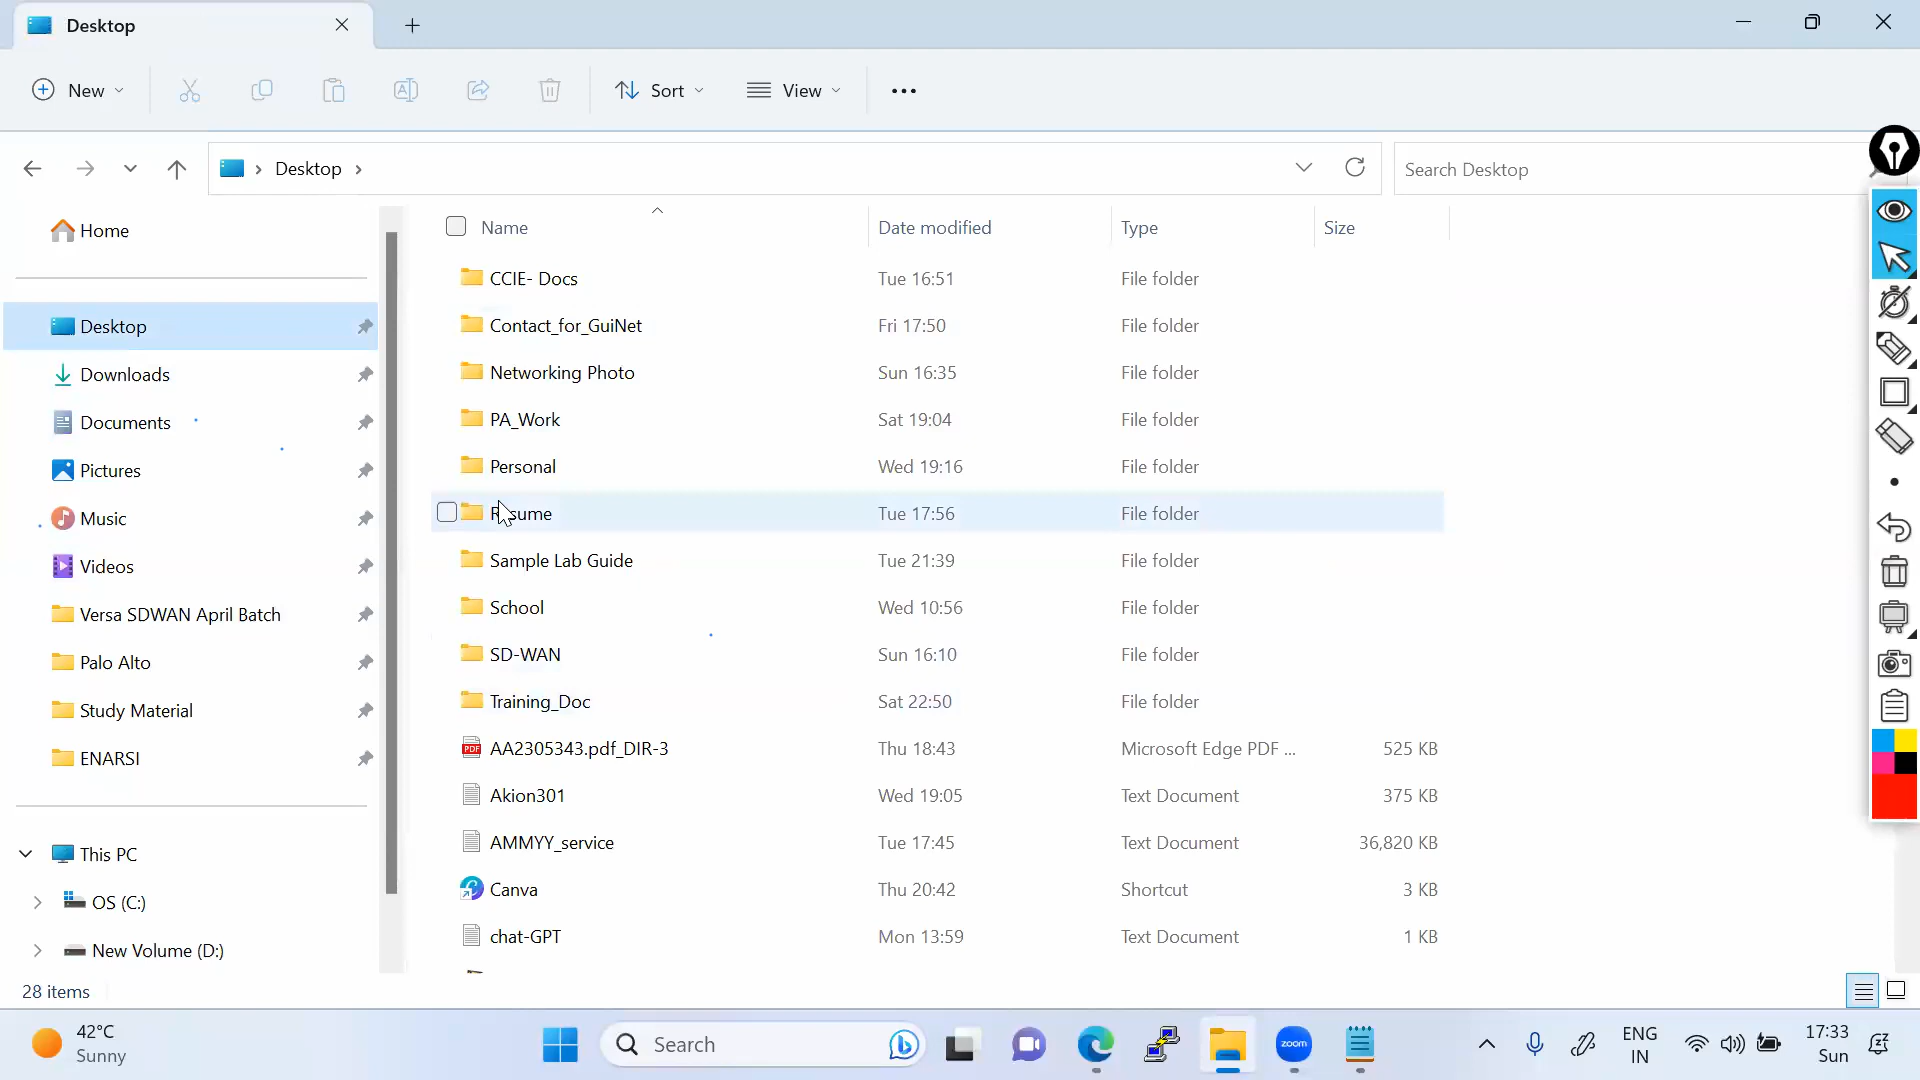 Desktop
New
Sort
View
Desktop
Search Desktop
Home
Desktop
Downloads
Documents
Pictures
Music
Videos
Versa SDWAN April Batch
Palo Alto
Study Material
ENARSI
This PC
OS (C:)
New Volume (D:)
Name Date modified Type Size
CCIE- Docs Tue 16:51 File folder
Contact_for_GuiNet Fri 17:50 File folder
Networking Photo Sun 16:35 File folder
PA_Work Sat 19:04 File folder
Personal Wed 19:16 File folder
Resume Tue 17:56 File folder
Sample Lab Guide Tue 21:39 File folder
School Wed 10:56 File folder
SD-WAN Sun 16:10 File folder
Training_Doc Sat 22:50 File folder
PDF AA2305343.pdf_DIR-3 Thu 18:43 Microsoft Edge PDF ... 525 KB
Akion301 Wed 19:05 Text Document 375 KB
AMMYY_service Tue 17:45 Text Document 36,820 KB
Canva Thu 20:42 Shortcut 3 KB
chat-GPT Mon 13:59 Text Document 1 KB
28 items
42°C
Sunny
Search
zoom
ENG
IN
17:33
Sun